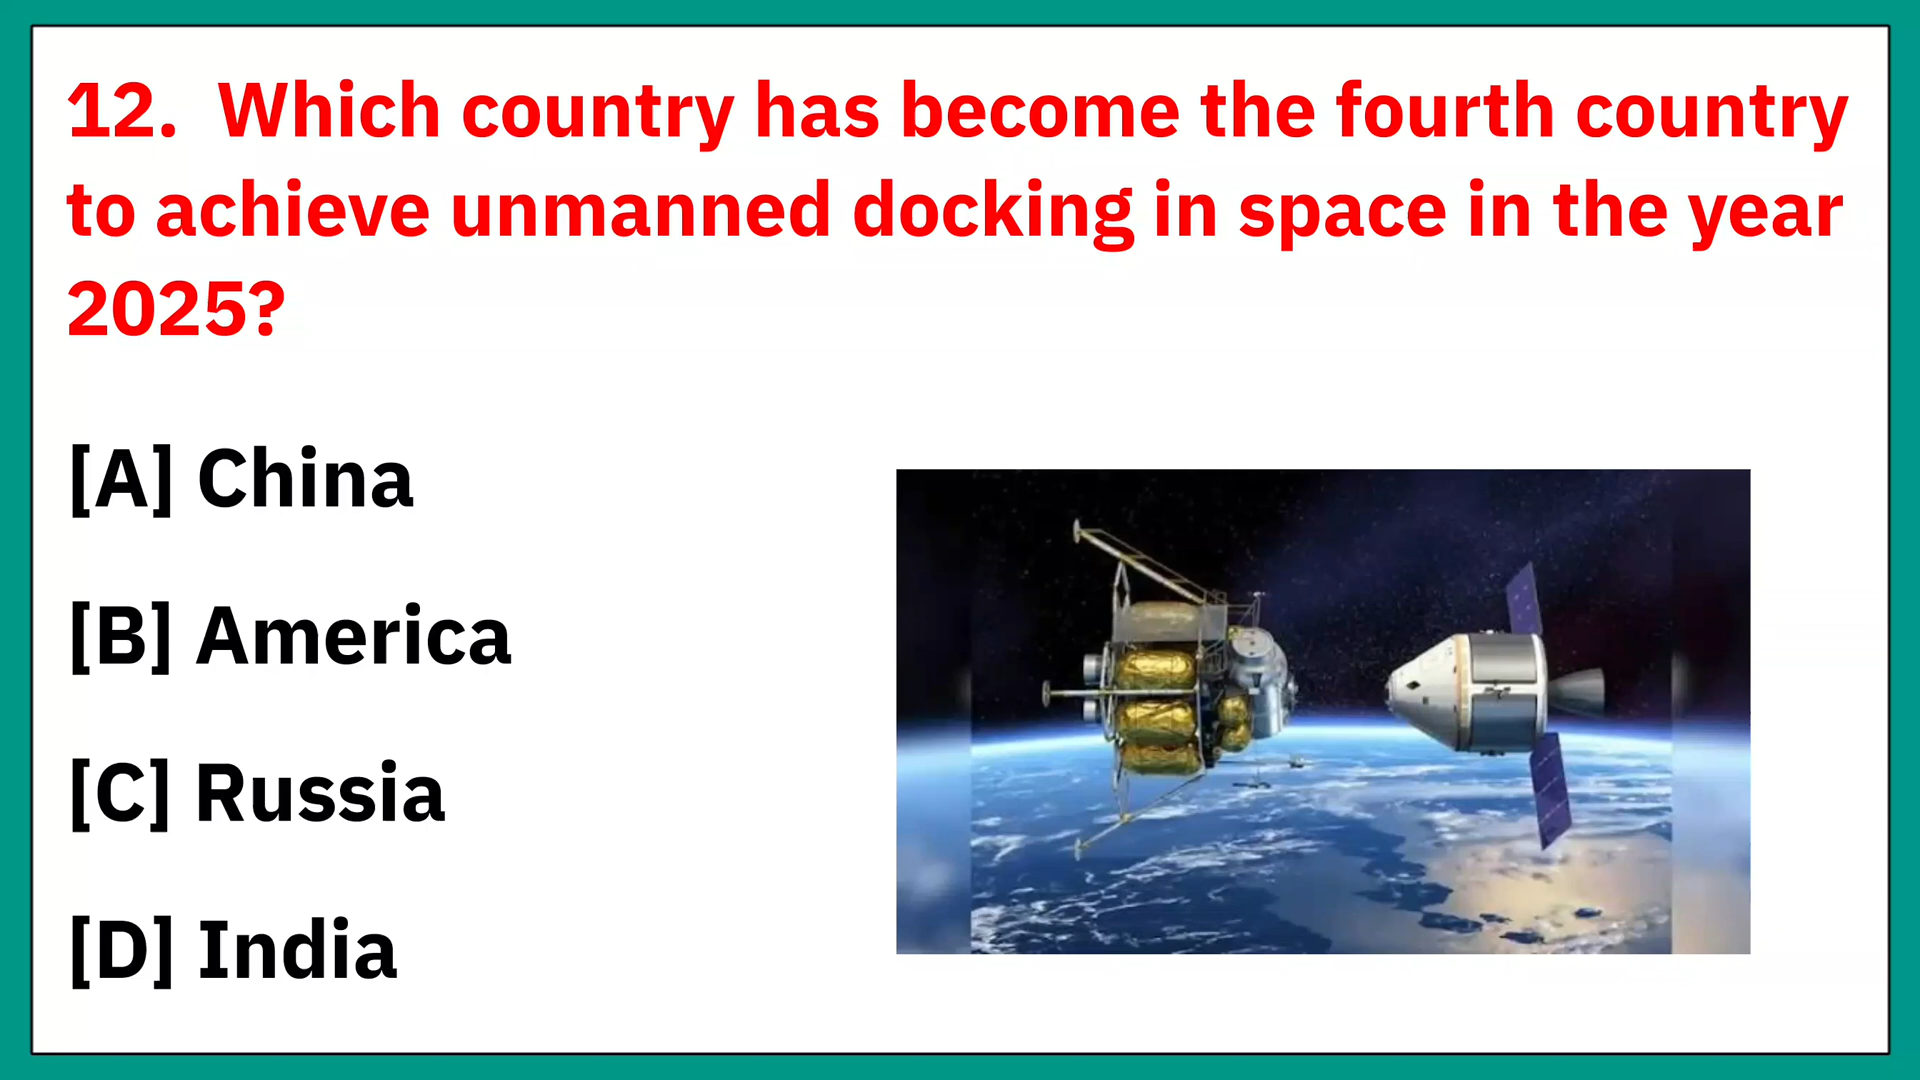 12. Which country has become the fourth country
to achieve unmanned docking in space in the year
2025?
[A] China
[B] America
[C] Russia
[D] India